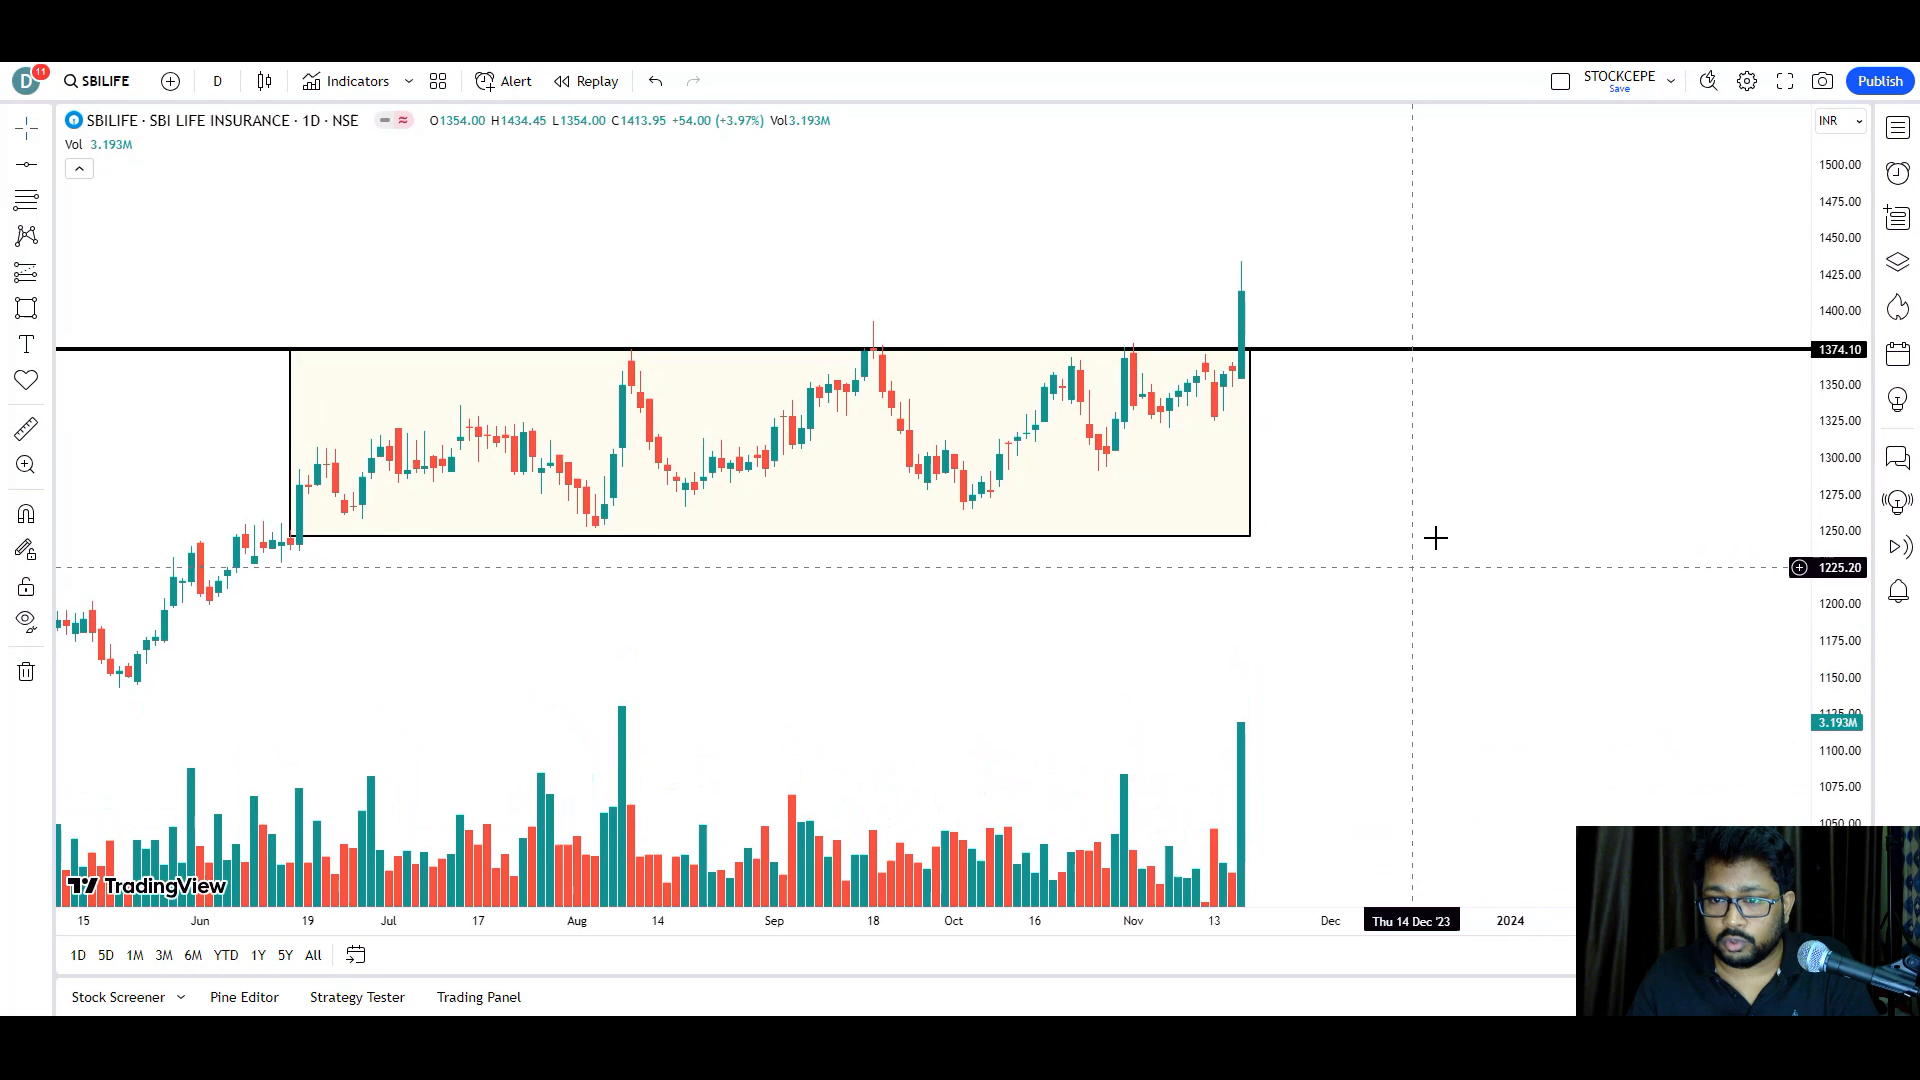 D 11 SBILIFE D Indicators Alert Replay STOCKCEPE Save Publish
SBILIFE · SBI LIFE INSURANCE · 1D · NSE O1354.00 H1434.45 L1354.00 C1413.95 +54.00 (+3.97%) Vol3.193M INR
Vol 3.193M
1500.00
1475.00
1450.00
1425.00
1400.00
1374.10
1350.00
1325.00
1300.00
1275.00
1250.00
1225.20
1200.00
1175.00
1150.00
1125.00
3.193M
1100.00
1075.00
1050.00
TradingView
15 Jun 19 Jul 17 Aug 14 Sep 18 Oct 16 Nov 13 Dec Thu 14 Dec '23 2024
1D 5D 1M 3M 6M YTD 1Y 5Y All
Stock Screener Pine Editor Strategy Tester Trading Panel